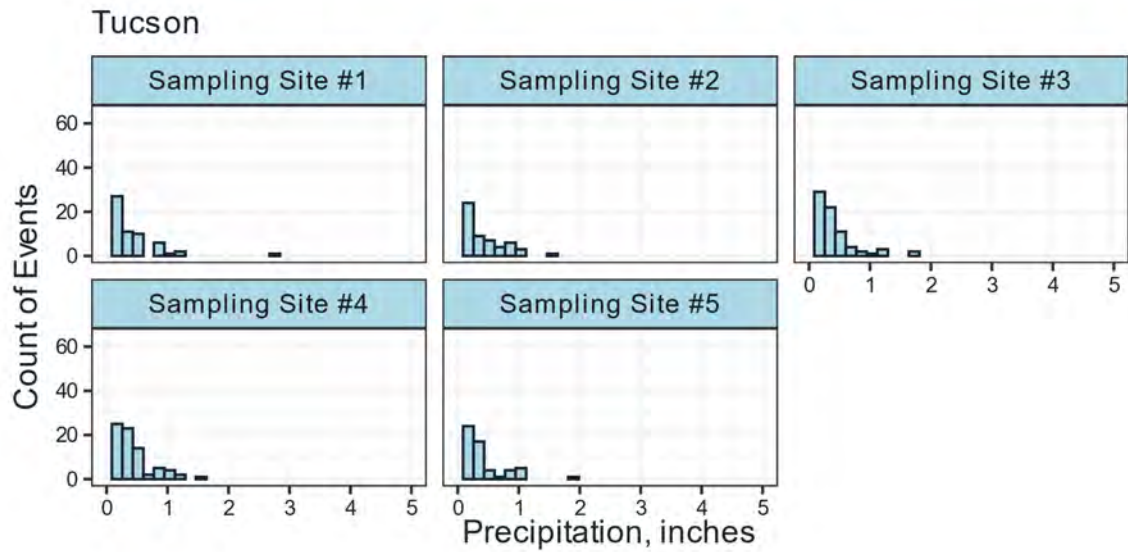 Tucson
Sampling Site #1
Sampling Site #2
Sampling Site #3
60
40
20
0
0 1 2 3 4 5
Sampling Site #4
Sampling Site #5
60
40
20
0
0 1 2 3 4 5
0 1 2 3 4 5
Count of Events
Precipitation, inches